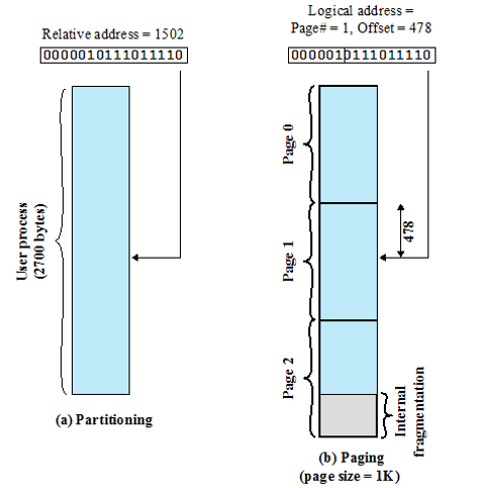 Relative address = 1502
0000010111011110
User process
(2700 bytes)
(a) Partitioning
Logical address =
Page# = 1, Offset = 478
0000010111011110
Page 0
478
Page 1
Page 2
Internal
fragmentation
(b) Paging
(page size = 1K)